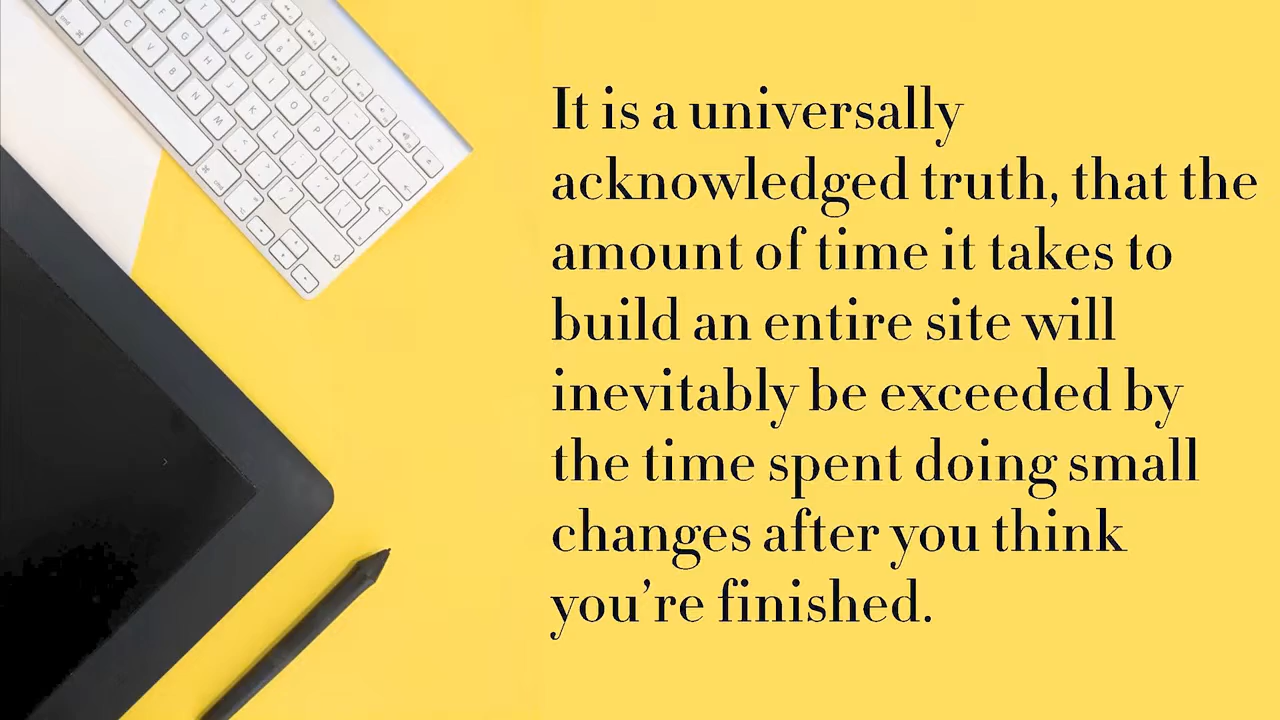 It is a universally
acknowledged truth, that the
amount of time it takes to
build an entire site will
inevitably be exceeded by
the time spent doing small
changes after you think
you’re finished.